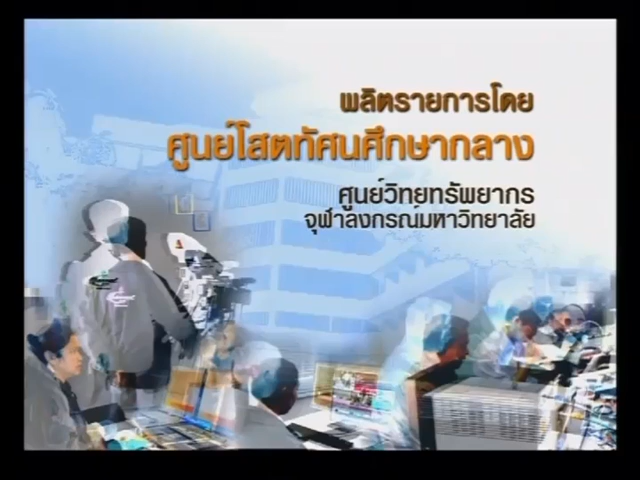 ผลิตรายการโดย
ศูนย์โสตทัศนศึกษากลาง
ศูนย์วิทยทรัพยากร
จุฬาลงกรณ์มหาวิทยาลัย